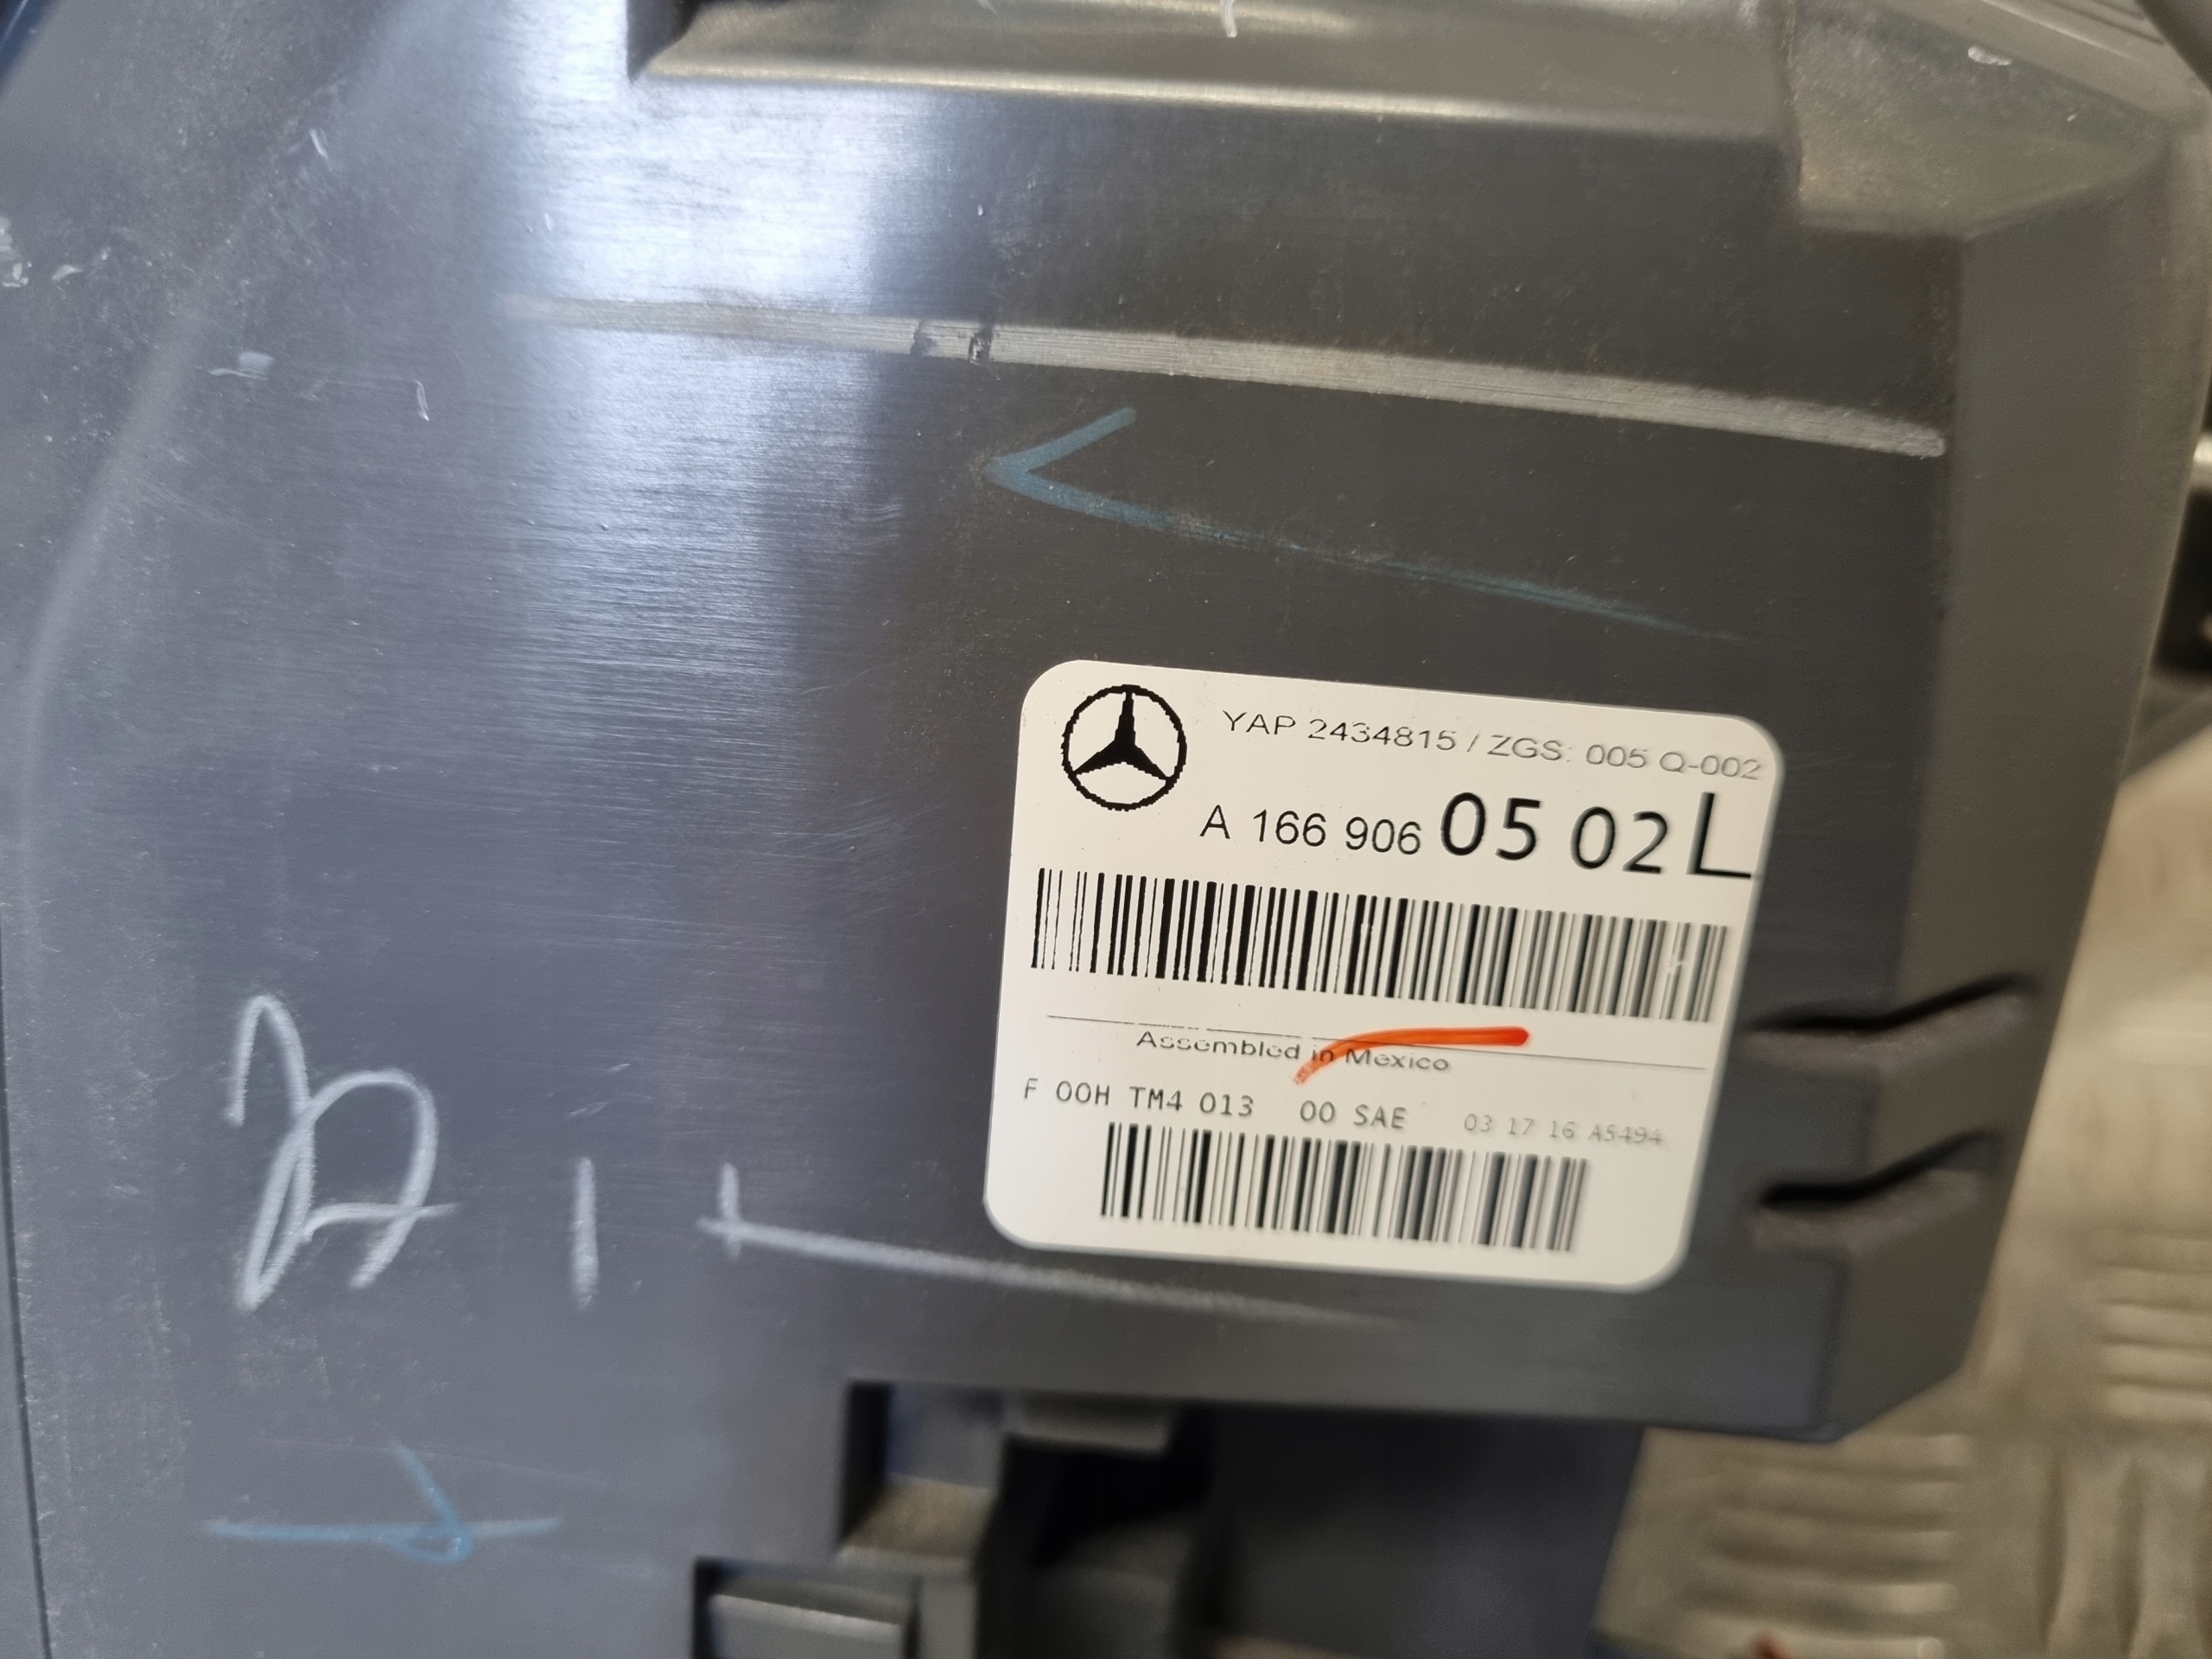 YAP 2434815 / ZGS: 005 Q-002
A 166 906 05 02 L
Assembled in Mexico
F 00H TM4 013 00 SAE 03 17 16 A5494